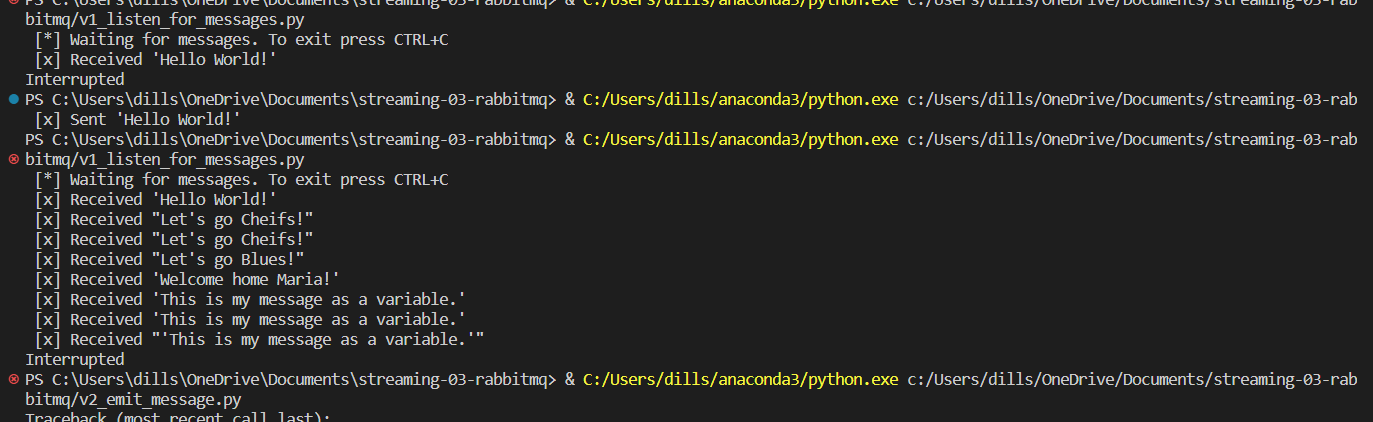 PS C:\Users\dills\OneDrive\Documents\streaming-03-rabbitmq> & C:/Users/dills/anaconda3/python.exe c:/Users/dills/OneDrive/Documents/streaming-03-rab
bitmq/v1_listen_for_messages.py
[*] Waiting for messages. To exit press CTRL+C
[x] Received 'Hello World!'
Interrupted
PS C:\Users\dills\OneDrive\Documents\streaming-03-rabbitmq> & C:/Users/dills/anaconda3/python.exe c:/Users/dills/OneDrive/Documents/streaming-03-rab
[x] Sent 'Hello World!'
PS C:\Users\dills\OneDrive\Documents\streaming-03-rabbitmq> & C:/Users/dills/anaconda3/python.exe c:/Users/dills/OneDrive/Documents/streaming-03-rab
bitmq/v1_listen_for_messages.py
[*] Waiting for messages. To exit press CTRL+C
[x] Received 'Hello World!'
[x] Received "Let's go Cheifs!"
[x] Received "Let's go Cheifs!"
[x] Received "Let's go Blues!"
[x] Received 'Welcome home Maria!'
[x] Received 'This is my message as a variable.'
[x] Received 'This is my message as a variable.'
[x] Received "'This is my message as a variable.'"
Interrupted
PS C:\Users\dills\OneDrive\Documents\streaming-03-rabbitmq> & C:/Users/dills/anaconda3/python.exe c:/Users/dills/OneDrive/Documents/streaming-03-rab
bitmq/v2_emit_message.py
Traceback (most recent call last):